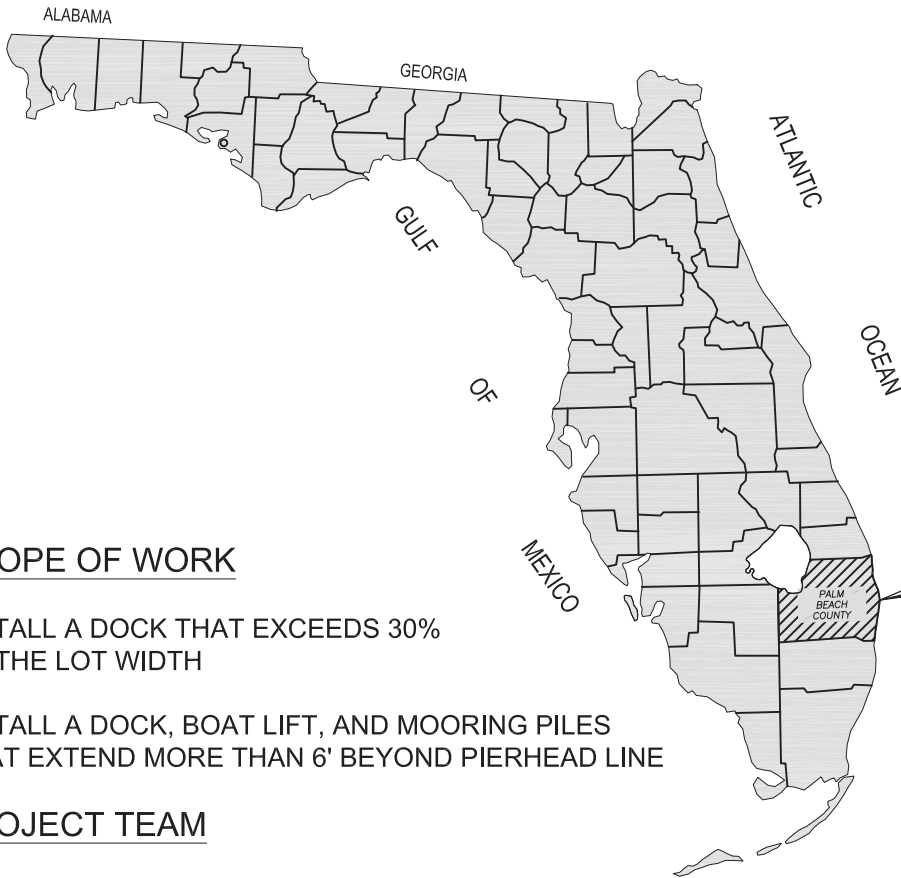 ALABAMA
GEORGIA
ATLANTIC
OCEAN
GULF
OF
MEXICO
PALM
BEACH
COUNTY
OPE OF WORK
TALL A DOCK THAT EXCEEDS 30%
THE LOT WIDTH
TALL A DOCK, BOAT LIFT, AND MOORING PILES
AT EXTEND MORE THAN 6' BEYOND PIERHEAD LINE
OJECT TEAM